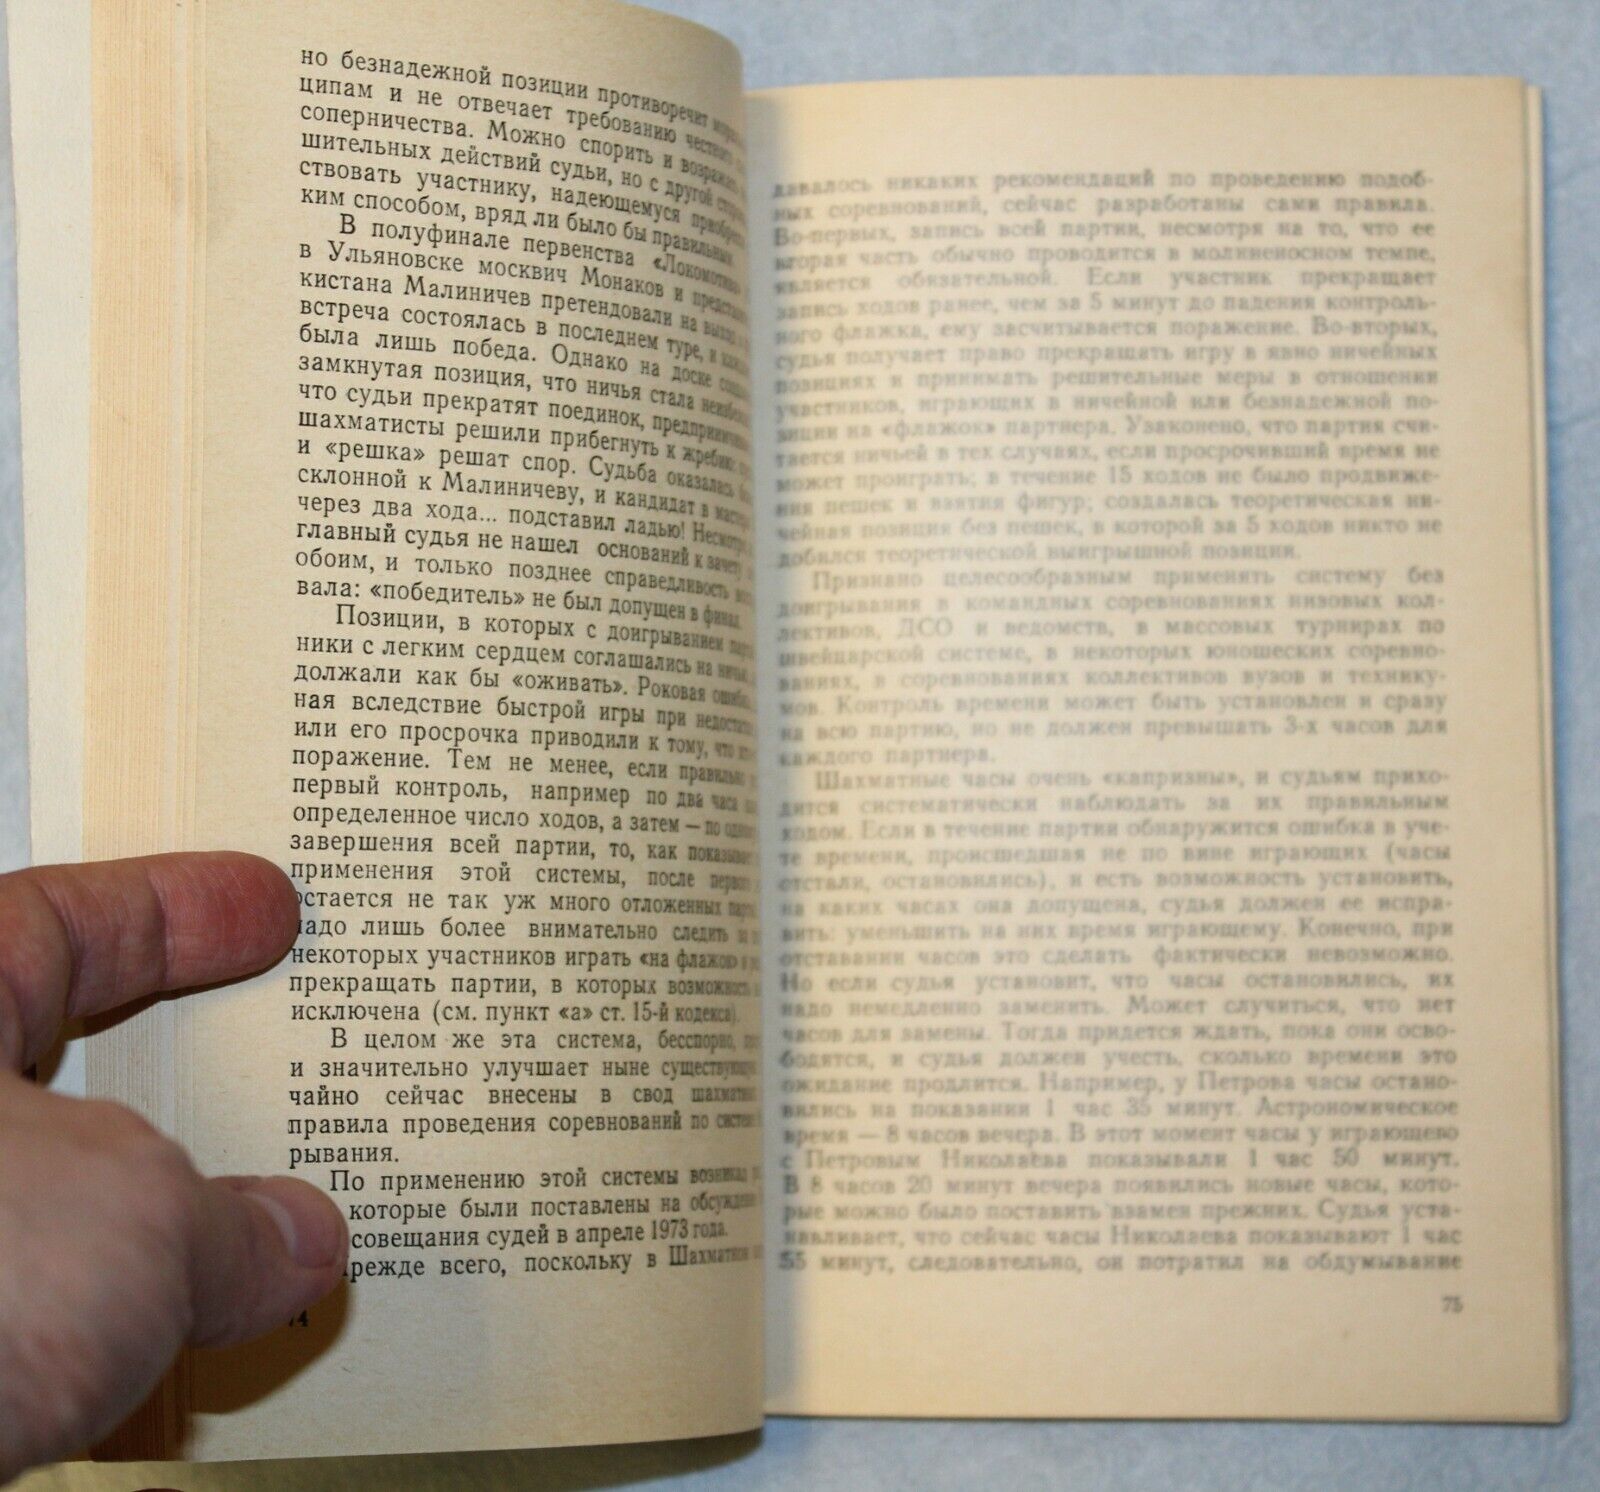 но безнадежной позиции противоречит
ципам и не отвечает требованию честного
соперничества. Можно спорить и возражать
шительных действий судьи, но с другой
ствовать участнику, надеющемуся приобрести
ким способом, вряд ли было бы правильным.
В полуфинале первенства «Локомотива»
в Ульяновске москвич Монаков и
кистана Малиничев претендовали на выход
встреча состоялась в последнем туре, и
была лишь победа. Однако на доске
замкнутая позиция, что ничья стала
что судьи прекратят поединок,
шахматисты решили прибегнуть к жребию:
и «решка» решат спор. Судьба оказалась
склонной к Малиничеву, и кандидат в мастера
через два хода... подставил ладью! Несмотря
главный судья не нашел оснований к зачету
обоим, и только позднее справедливость
вала: «победитель» не был допущен в финал.
Позиции, в которых с доигрыванием
ники с легким сердцем соглашались на ничью,
должали как бы «оживать». Роковая ошибка,
ная вследствие быстрой игры при недостатке
или его просрочка приводили к тому, что
поражение. Тем не менее, если правильно
первый контроль, например по два часа
определенное число ходов, а затем — по одному
завершения всей партии, то, как показывает
применения этой системы, после первого
остается не так уж много отложенных
надо лишь более внимательно следить за
некоторых участников играть «на флажок» и
прекращать партии, в которых возможность
исключена (см. пункт «а» ст. 15-й кодекса).
В целом же эта система, бесспорно,
и значительно улучшает ныне
чайно сейчас внесены в свод
правила проведения соревнований по системе
рывания.
По применению этой системы возникал
которые были поставлены на обсуждение
совещания судей в апреле 1973 года.
Прежде всего, поскольку в Шахматном
74
давалось никаких рекомендаций по проведению подоб-
ных соревнований, сейчас разработаны сами правила.
Во-первых, запись всей партии, несмотря на то, что ее
вторая часть обычно проводится в молниеносном темпе,
является обязательной. Если участник прекращает
запись ходов ранее, чем за 5 минут до падения контроль-
ного флажка, ему засчитывается поражение. Во-вторых,
судья получает право прекращать игру в явно ничейных
позициях и принимать решительные меры в отношении
участников, играющих в ничейной или безнадежной по-
зиции на «флажок» партнера. Узаконено, что партия счи-
тается ничьей в тех случаях, если просрочивший время не
может проиграть; в течение 15 ходов не было продвиже-
ния пешек и взятия фигур; создалась теоретическая ни-
чейная позиция без пешек, в которой за 5 ходов никто не
добился теоретической выигрышной позиции.
Признано целесообразным применять систему без
доигрывания в командных соревнованиях низовых кол-
лективов, ДСО и ведомств, в массовых турнирах по
швейцарской системе, в некоторых юношеских соревно-
ваниях, в соревнованиях коллективов вузов и технику-
мов. Контроль времени может быть установлен и сразу
на всю партию, но не должен превышать 3-х часов для
каждого партнера.
Шахматные часы очень «капризны», и судьям прихо-
дится систематически наблюдать за их правильным
ходом. Если в течение партии обнаружится ошибка в уче-
те времени, происшедшая не по вине играющих (часы
отстали, остановились), и есть возможность установить,
на каких часах она допущена, судья должен ее испра-
вить: уменьшить на них время играющему. Конечно, при
отставании часов это сделать фактически невозможно.
Но если судья установит, что часы остановились, их
надо немедленно заменить. Может случиться, что нет
часов для замены. Тогда придется ждать, пока они осво-
бодятся, и судья должен учесть, сколько времени это
ожидание продлится. Например, у Петрова часы остано-
вились на показании 1 час 35 минут. Астрономическое
время — 8 часов вечера. В этот момент часы у играющего
с Петровым Николаева показывали 1 час 50 минут.
В 8 часов 20 минут вечера появились новые часы, кото-
рые можно было поставить взамен прежних. Судья уста-
навливает, что сейчас часы Николаева показывают 1 час
55 минут, следовательно, он потратил на обдумывание
75